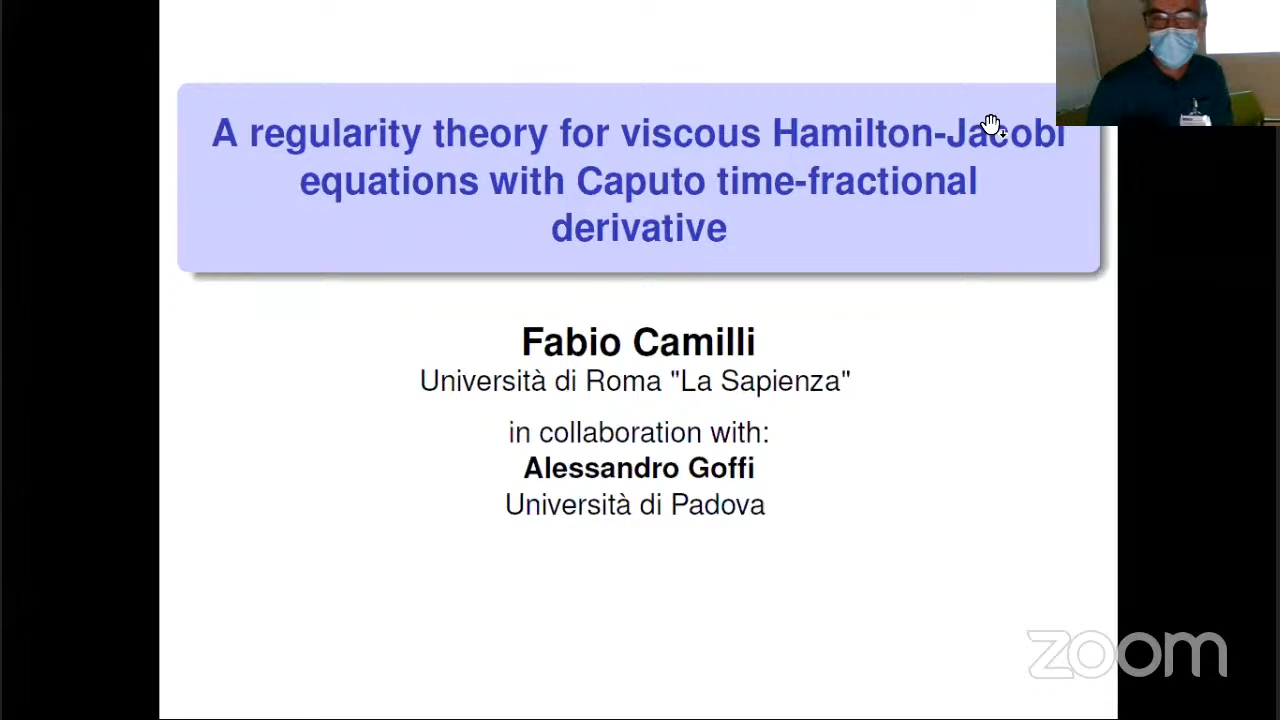 A regularity theory for viscous Hamilton-Jacobi
equations with Caputo time-fractional
derivative
Fabio Camilli
Università di Roma "La Sapienza"
in collaboration with:
Alessandro Goffi
Università di Padova
zoom